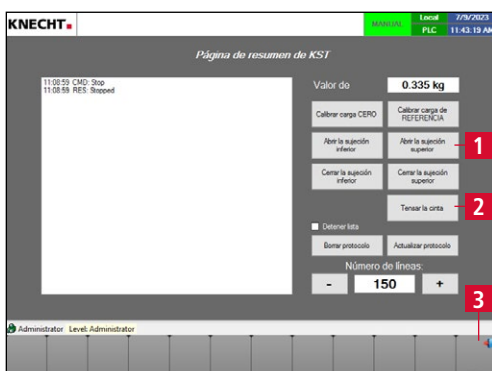 KNECHT
MANUAL
Local
PLC
7/9/2023
11:43:19 AM
Página de resumen de KST
11:08:59 CMD: Stop
11:08:59 RES: Stopped
Valor de
0.335 kg
Calibrar carga CERO
Calibrar carga de
REFERENCIA
Abrir la sujeción
inferior
Abrir la sujeción
superior
1
Cerrar la sujeción
inferior
Cerrar la sujeción
superior
Tensar la cinta
2
Detener lista
Borrar protocolo
Actualizar protocolo
Número de líneas:
-
150
+
3
Administrator Level: Administrator